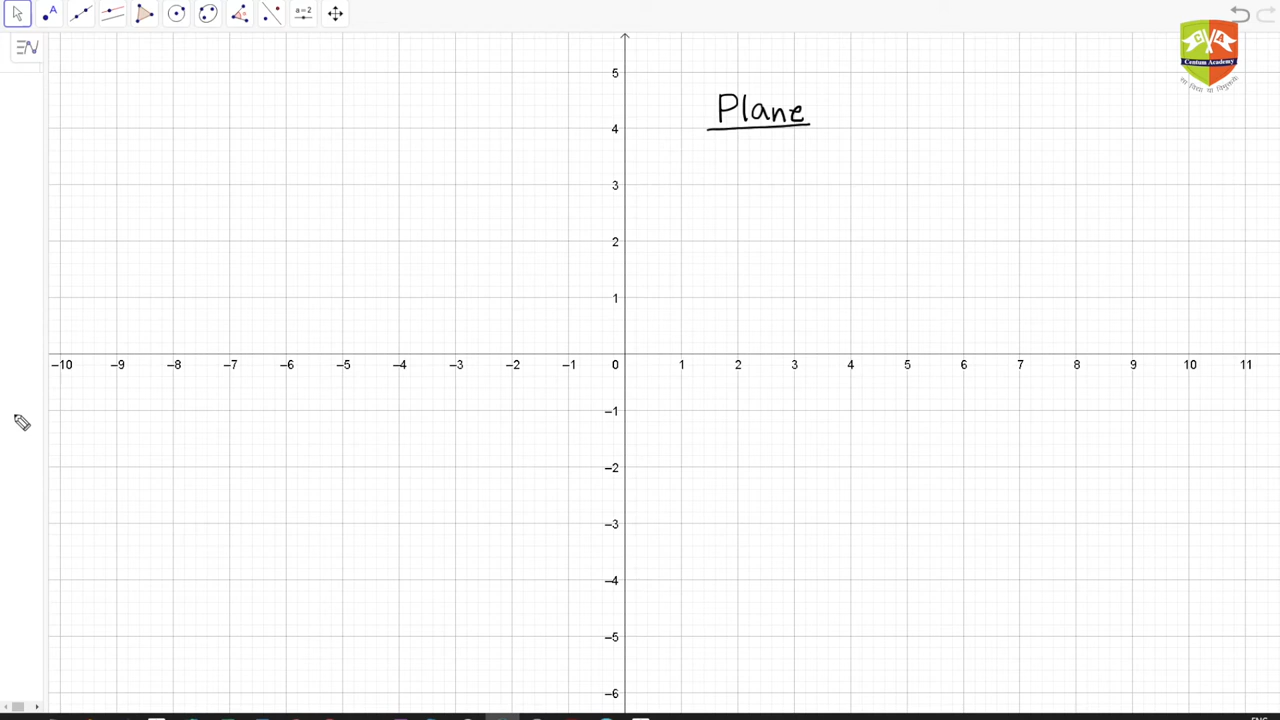 A
a=2
C A
Centum Academy
Plane
5
4
3
2
1
-10 -9 -8 -7 -6 -5 -4 -3 -2 -1 0 1 2 3 4 5 6 7 8 9 10 11
-1
-2
-3
-4
-5
-6